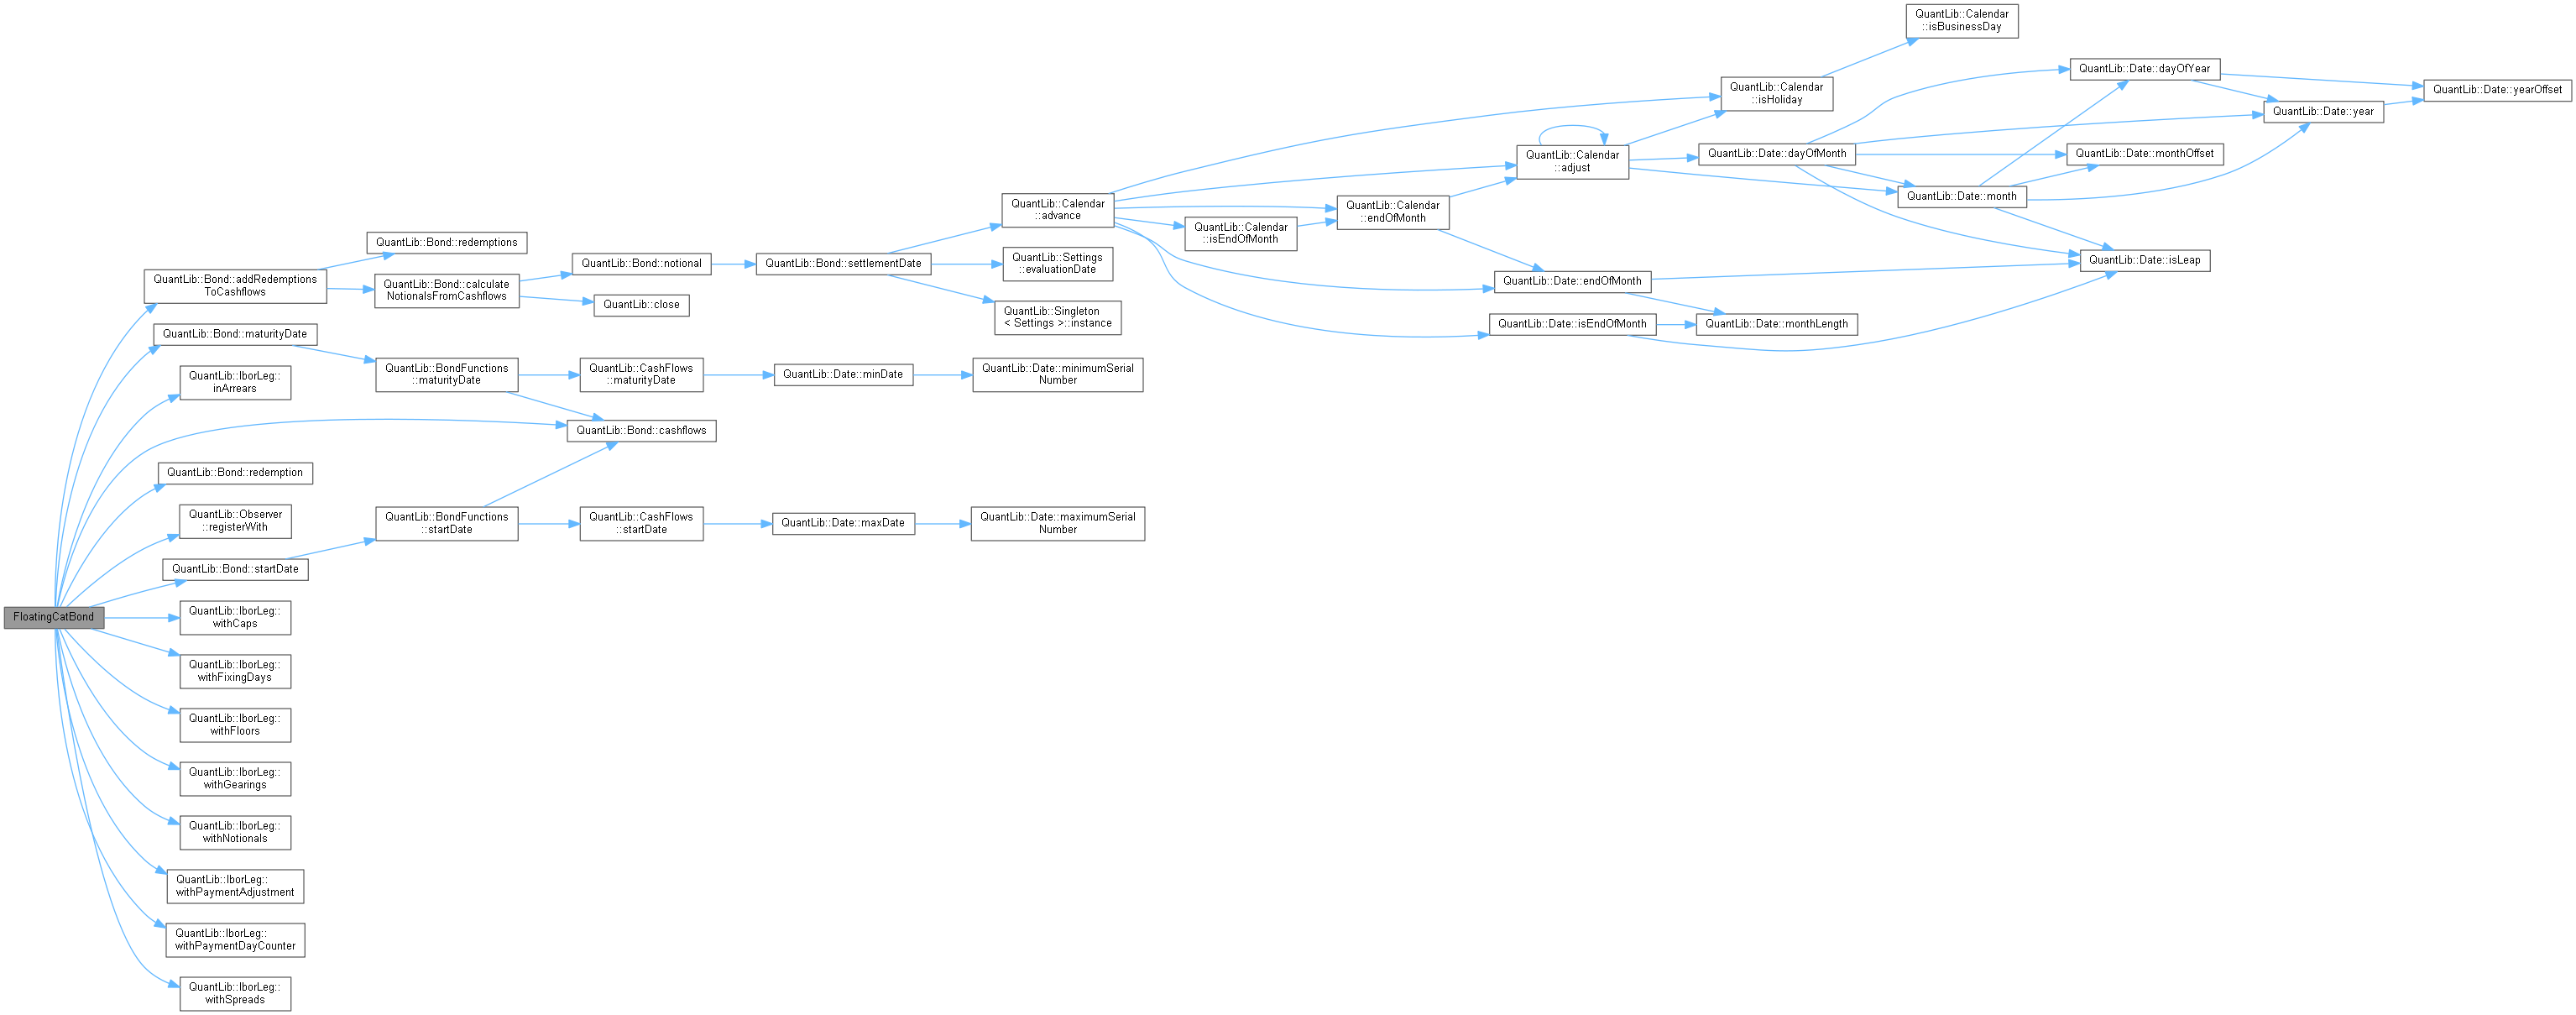 FloatingCatBond
QuantLib::Bond::addRedemptions
ToCashflows
QuantLib::Bond::redemptions
QuantLib::Bond::calculate
NotionalsFromCashflows
QuantLib::Bond::notional
QuantLib::close
QuantLib::Bond::settlementDate
QuantLib::Calendar
::advance
QuantLib::Settings
::evaluationDate
QuantLib::Singleton
< Settings >::instance
QuantLib::Calendar
::isEndOfMonth
QuantLib::Calendar
::endOfMonth
QuantLib::Calendar
::adjust
QuantLib::Date::endOfMonth
QuantLib::Date::isEndOfMonth
QuantLib::Calendar
::isHoliday
QuantLib::Calendar
::isBusinessDay
QuantLib::Date::dayOfMonth
QuantLib::Date::monthLength
QuantLib::Date::month
QuantLib::Date::dayOfYear
QuantLib::Date::monthOffset
QuantLib::Date::isLeap
QuantLib::Date::year
QuantLib::Date::yearOffset
QuantLib::Bond::maturityDate
QuantLib::BondFunctions
::maturityDate
QuantLib::CashFlows
::maturityDate
QuantLib::Date::minDate
QuantLib::Date::minimumSerial
Number
QuantLib::IborLeg::
inArrears
QuantLib::Bond::cashflows
QuantLib::Bond::redemption
QuantLib::Observer
::registerWith
QuantLib::Bond::startDate
QuantLib::BondFunctions
::startDate
QuantLib::CashFlows
::startDate
QuantLib::Date::maxDate
QuantLib::Date::maximumSerial
Number
QuantLib::IborLeg::
withCaps
QuantLib::IborLeg::
withFixingDays
QuantLib::IborLeg::
withFloors
QuantLib::IborLeg::
withGearings
QuantLib::IborLeg::
withNotionals
QuantLib::IborLeg::
withPaymentAdjustment
QuantLib::IborLeg::
withPaymentDayCounter
QuantLib::IborLeg::
withSpreads